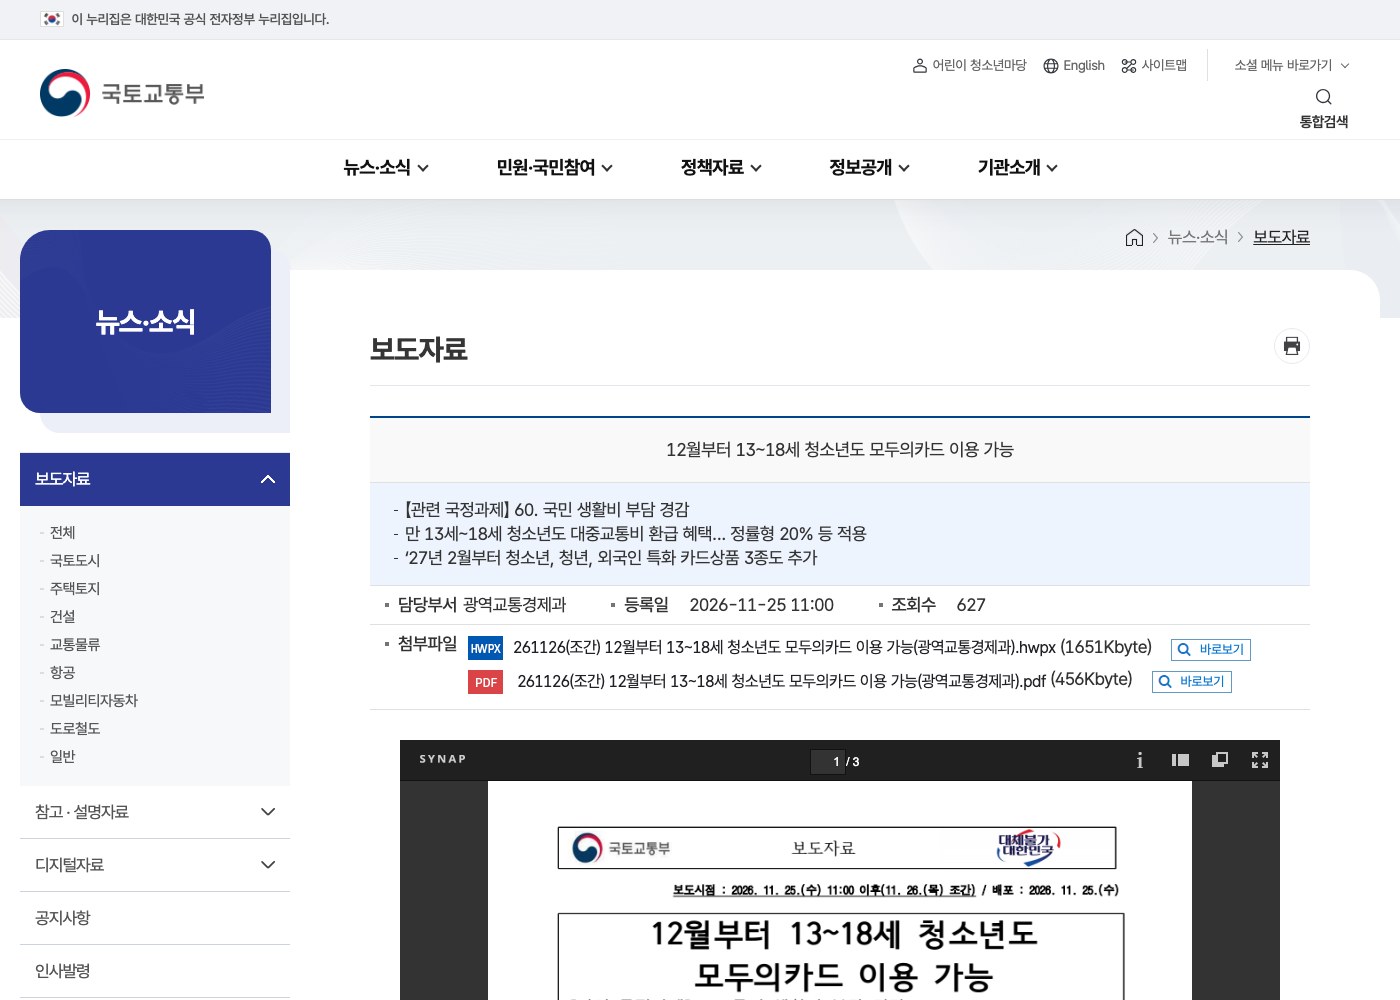 이 누리집은 대한민국 공식 전자정부 누리집입니다.
국토교통부
어린이 청소년마당
English
사이트맵
소셜 메뉴 바로가기
통합검색
뉴스·소식
민원·국민참여
정책자료
정보공개
기관소개
뉴스·소식
보도자료
뉴스·소식
보도자료
전체
국토도시
주택토지
건설
교통물류
항공
모빌리티자동차
도로철도
일반
참고 · 설명자료
디지털자료
공지사항
인사발령
보도자료
12월부터 13~18세 청소년도 모두의카드 이용 가능
- 【관련 국정과제】 60. 국민 생활비 부담 경감
- 만 13세~18세 청소년도 대중교통비 환급 혜택... 정률형 20% 등 적용
- ‘27년 2월부터 청소년, 청년, 외국인 특화 카드상품 3종도 추가
담당부서 광역교통경제과 등록일 2026-11-25 11:00 조회수 627
첨부파일 HWPX 261126(조간) 12월부터 13~18세 청소년도 모두의카드 이용 가능(광역교통경제과).hwpx (1651Kbyte) 바로보기
PDF 261126(조간) 12월부터 13~18세 청소년도 모두의카드 이용 가능(광역교통경제과).pdf (456Kbyte) 바로보기
SYNAP 1 / 3
국토교통부 보도자료 대체불가 대한민국
보도시점 : 2026. 11. 25.(수) 11:00 이후(11. 26.(목) 조간) / 배포 : 2026. 11. 25.(수)
12월부터 13~18세 청소년도
모두의카드 이용 가능